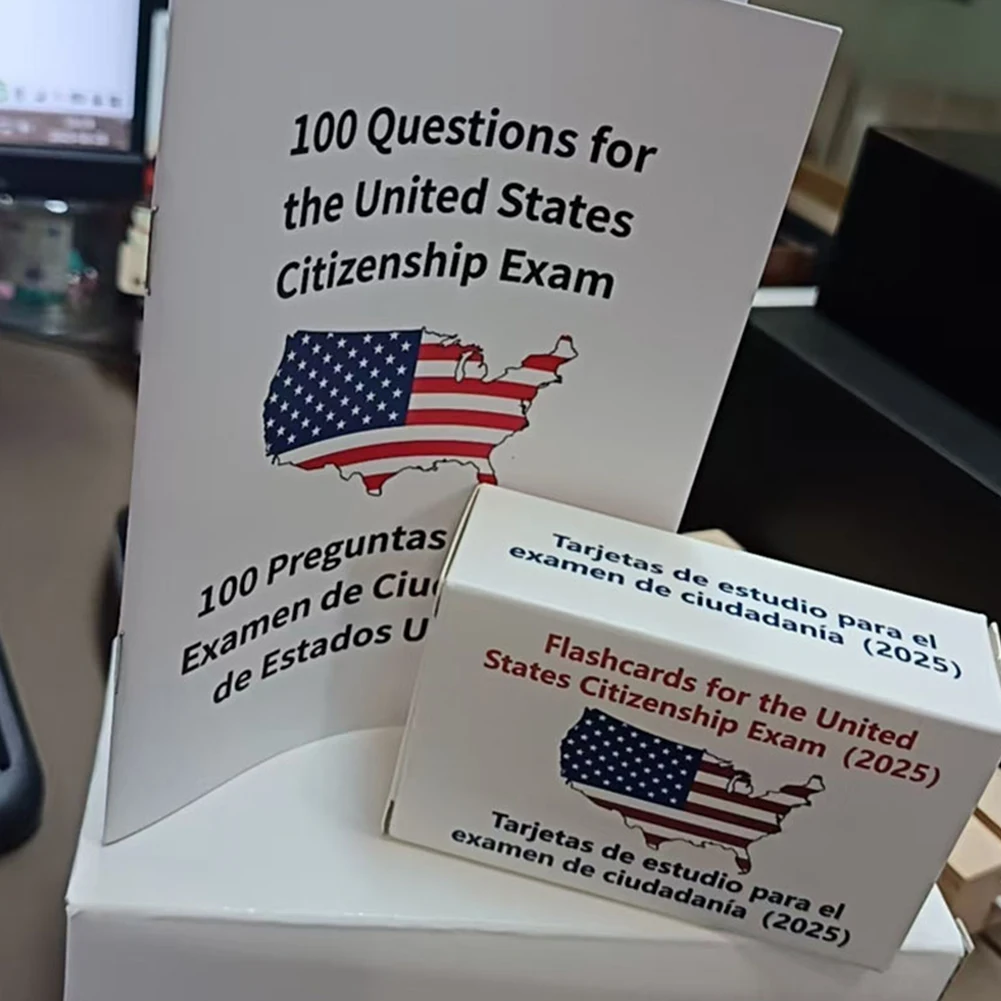 100 Questions for
the United States
Citizenship Exam
100 Preguntas
Examen de
de Estados
Tarjetas de estudio para el
examen de ciudadanía (2025)
Flashcards for the United
States Citizenship Exam (2025)
Tarjetas de estudio para el
examen de ciudadanía (2025)